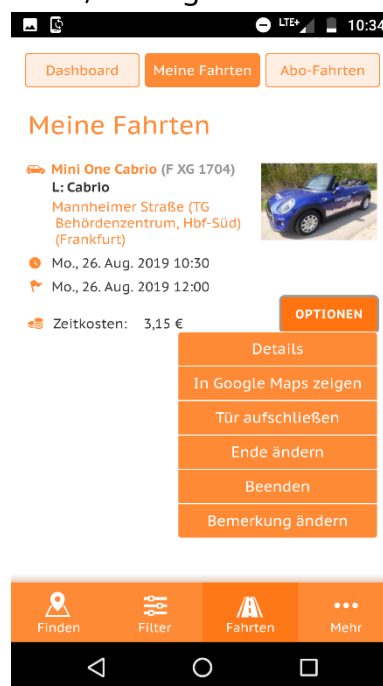 LTE+ 10:34
Dashboard Meine Fahrten Abo-Fahrten
Meine Fahrten
Mini One Cabrio (F XG 1704)
L: Cabrio
Mannheimer Straße (TG
Behördenzentrum, Hbf-Süd)
(Frankfurt)
Mo., 26. Aug. 2019 10:30
Mo., 26. Aug. 2019 12:00
Zeitkosten: 3,15 €
OPTIONEN
Details
In Google Maps zeigen
Tür aufschließen
Ende ändern
Beenden
Bemerkung ändern
Finden Filter Fahrten Mehr